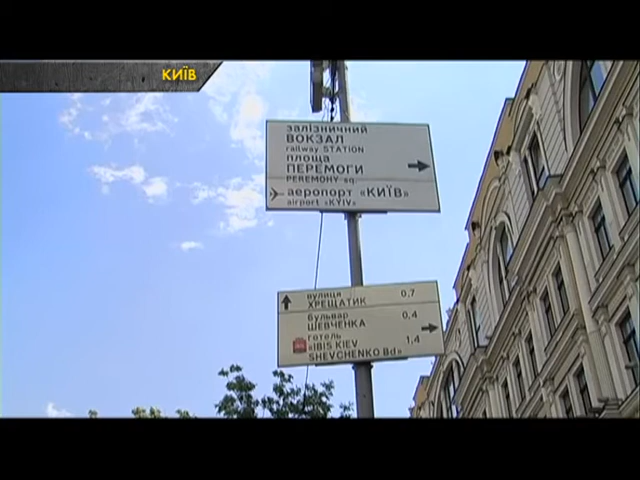 КИЇВ
залізничний
ВОКЗАЛ
railway STATION
площа
ПЕРЕМОГИ
PEREMOHY sq.
аеропорт «КИЇВ»
airport «KYIV»
вулиця
ХРЕЩАТИК 0,7
бульвар
ШЕВЧЕНКА 0,4
готель
«IBIS KIEV 1,4
SHEVCHENKO Bd»